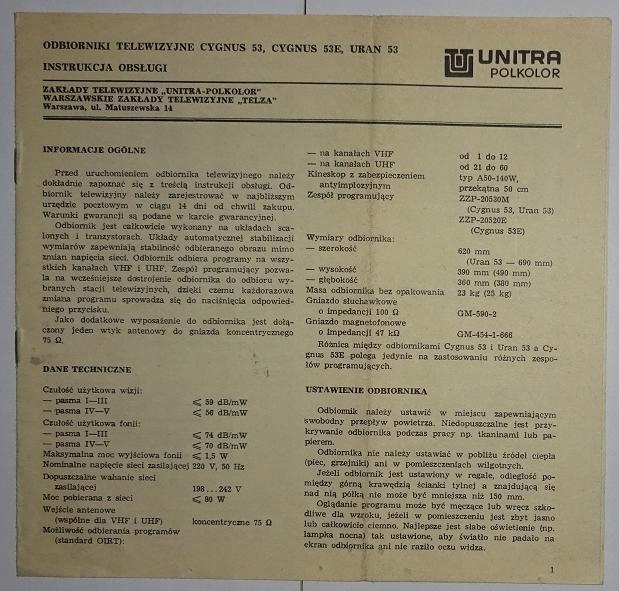 ODBIORNIKI TELEWIZYJNE CYGNUS 53, CYGNUS 53E, URAN 53
INSTRUKCJA OBSŁUGI
UNITRA
POLKOLOR
ZAKŁADY TELEWIZYJNE „UNITRA-POLKOLOR"
WARSZAWSKIE ZAKŁADY TELEWIZYJNE „TELZA"
Warszawa, ul. Matuszewska 14
INFORMACJE OGÓLNE
Przed uruchomieniem odbiornika telewizyjnego należy
dokładnie zapoznać się z treścią instrukcji obsługi. Od-
biornik telewizyjny należy zarejestrować w najbliższym
urzędzie pocztowym w ciągu 14 dni od chwili zakupu.
Warunki gwarancji są podane w karcie gwarancyjnej.
Odbiornik jest całkowicie wykonany na układach sca-
lonych i tranzystorach. Układy automatycznej stabilizacji
wymiarów zapewniają stabilność odbieranego obrazu mimo
zmian napięcia sieci. Odbiornik odbiera programy na wszy-
stkich kanałach VHF i UHF. Zespół programujący pozwa-
la na wcześniejsze dostrojenie odbiornika do odbioru wy-
branych stacji telewizyjnych, dzięki czemu każdorazowa
zmiana programu sprowadza się do naciśnięcia odpowied-
niego przycisku.
Jako dodatkowe wyposażenie do odbiornika jest dołą-
czony jeden wtyk antenowy do gniazda koncentrycznego
75 Ω.
DANE TECHNICZNE
Czułość użytkowa wizji:
— pasma I—III ⩽ 59 dB/mW
— pasma IV—V ⩽ 56 dB/mW
Czułość użytkowa fonii:
— pasma I—III ⩽ 74 dB/mW
— pasma IV—V ⩽ 70 dB/mW
Maksymalna moc wyjściowa fonii ⩽ 1,5 W
Nominalne napięcie sieci zasilającej 220 V, 50 Hz
Dopuszczalne wahanie sieci
zasilającej 198...242 V
Moc pobierana z sieci ⩽ 80 W
Wejście antenowe
(wspólne dla VHF i UHF) koncentryczne 75 Ω
Możliwość odbierania programów
(standard OIRT):
— na kanałach VHF od 1 do 12
— na kanałach UHF od 21 do 60
Kineskop z zabezpieczeniem typ A50-140W,
antyimplozyjnym przekątna 50 cm
Zespół programujący ZZP-20530M
(Cygnus 53, Uran 53)
ZZP-20520E
(Cygnus 53E)
Wymiary odbiornika:
— szerokość 620 mm
(Uran 53 — 690 mm)
— wysokość 390 mm (490 mm)
— głębokość 360 mm (380 mm)
Masa odbiornika bez opakowania 23 kg (25 kg)
Gniazdo słuchawkowe
o impedancji 100 Ω GM-590-2
Gniazdo magnetofonowe
o impedancji 47 kΩ GM-454-1-666
Różnica między odbiornikami Cygnus 53 i Uran 53 a Cy-
gnus 53E polega jedynie na zastosowaniu różnych zespo-
łów programujących.
USTAWIENIE ODBIORNIKA
Odbiornik należy ustawić w miejscu zapewniającym
swobodny przepływ powietrza. Niedopuszczalne jest przy-
krywanie odbiornika podczas pracy np. tkaninami lub pa-
pierem.
Odbiornika nie należy ustawiać w pobliżu źródeł ciepła
(piec, grzejniki) ani w pomieszczeniach wilgotnych.
Jeżeli odbiornik jest ustawiony w regale, odległość po-
między górną krawędzią ścianki tylnej a znajdującą się
nad nią półką nie może być mniejsza niż 150 mm.
Oglądanie programu może być męczące lub wręcz szko-
dliwe dla wzroku, jeżeli w pomieszczeniu jest zbyt jasno
lub całkowicie ciemno. Najlepsze jest słabe oświetlenie (np.
lampka nocna) tak ustawione, aby światło nie padało na
ekran odbiornika ani nie raziło oczu widza.
1